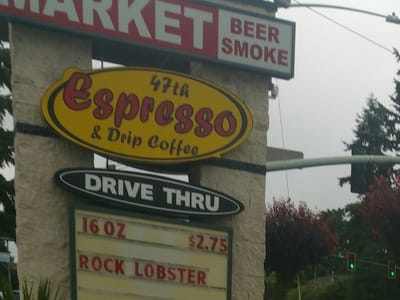 MARKET
BEER
SMOKE
47th
Espresso
& Drip Coffee
DRIVE THRU
16 OZ $2.75
ROCK LOBSTER